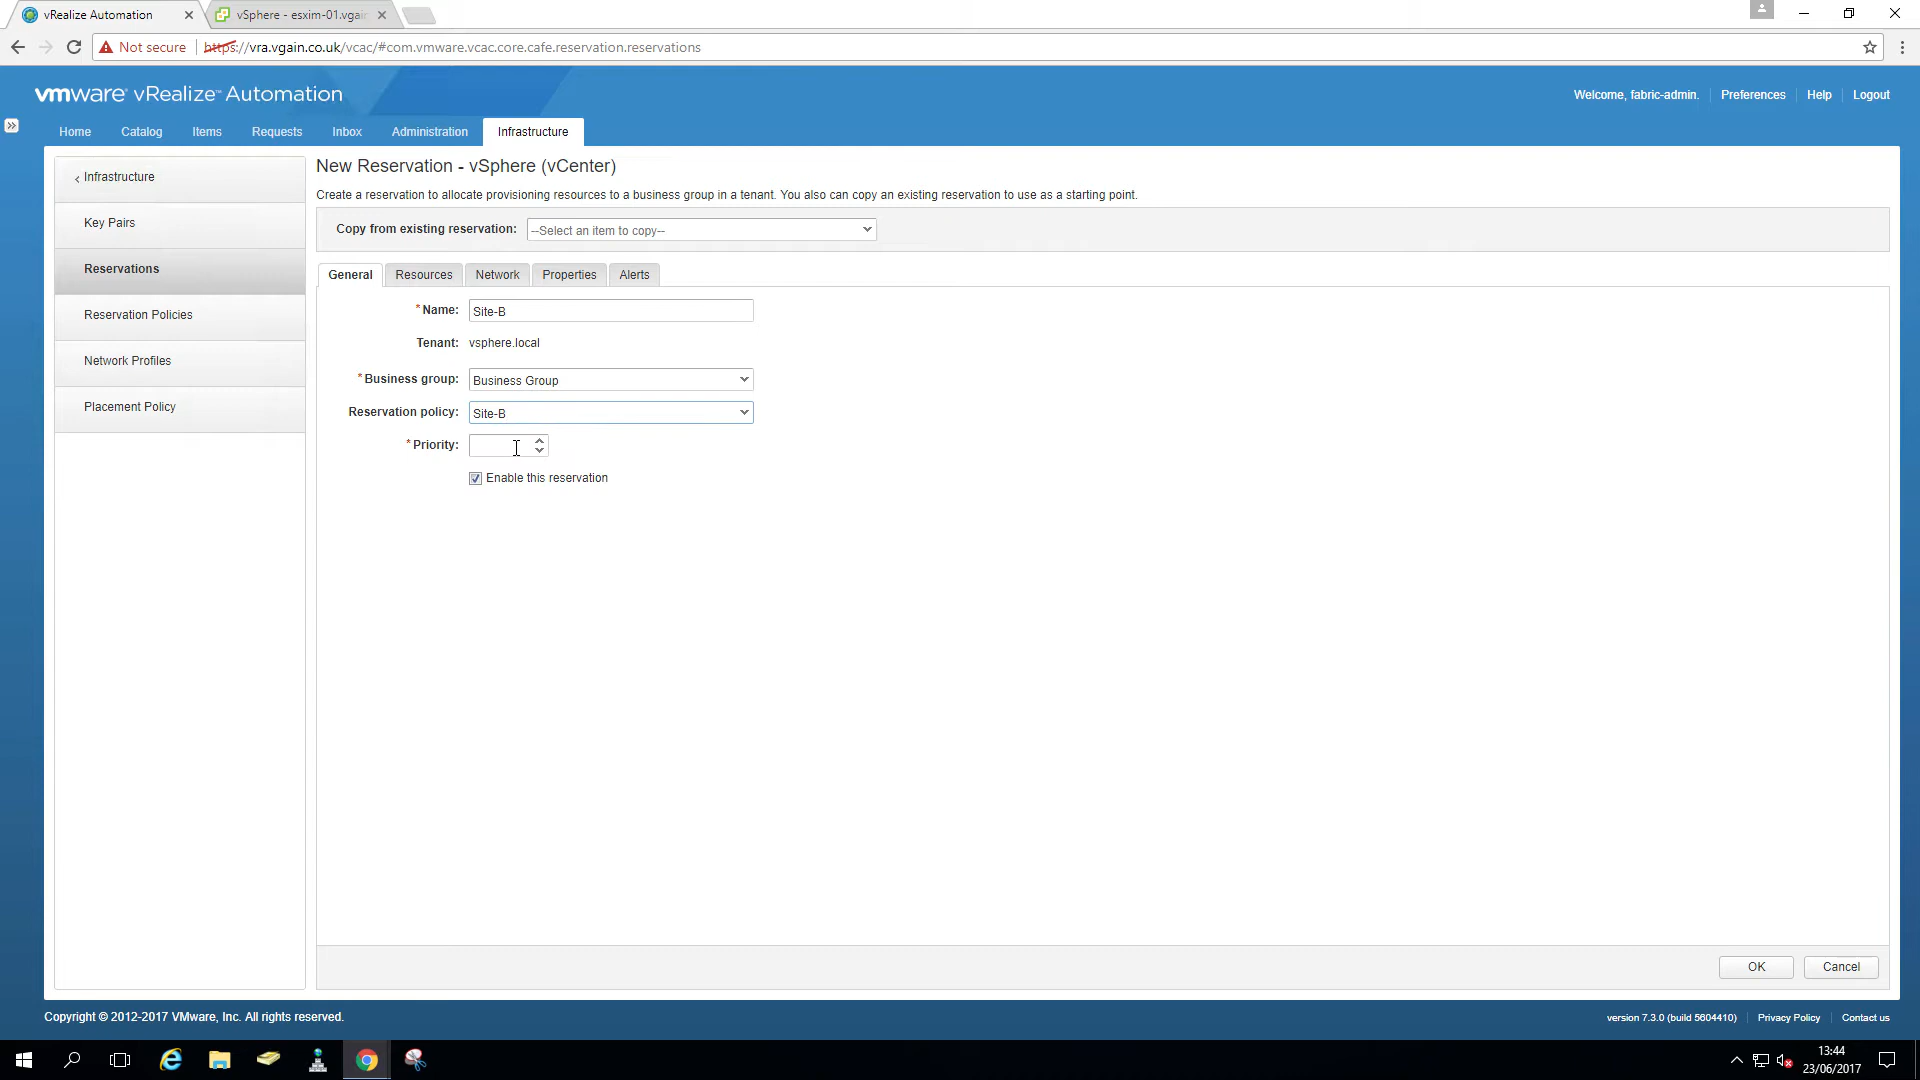 vRealize Automation
vSphere - esxim-01.vgain
Not secure https://vra.vgain.co.uk/vcac/#com.vmware.vcac.core.cafe.reservation.reservations
vmware vRealize™ Automation
Welcome, fabric-admin. Preferences Help Logout
Home Catalog Items Requests Inbox Administration Infrastructure
Infrastructure
Key Pairs
Reservations
Reservation Policies
Network Profiles
Placement Policy
New Reservation - vSphere (vCenter)
Create a reservation to allocate provisioning resources to a business group in a tenant. You also can copy an existing reservation to use as a starting point.
Copy from existing reservation: --Select an item to copy--
General Resources Network Properties Alerts
*Name: Site-B
Tenant: vsphere.local
*Business group: Business Group
Reservation policy: Site-B
*Priority:
Enable this reservation
OK Cancel
Copyright © 2012-2017 VMware, Inc. All rights reserved.
version 7.3.0 (build 5604410) Privacy Policy Contact us
13:44
23/06/2017